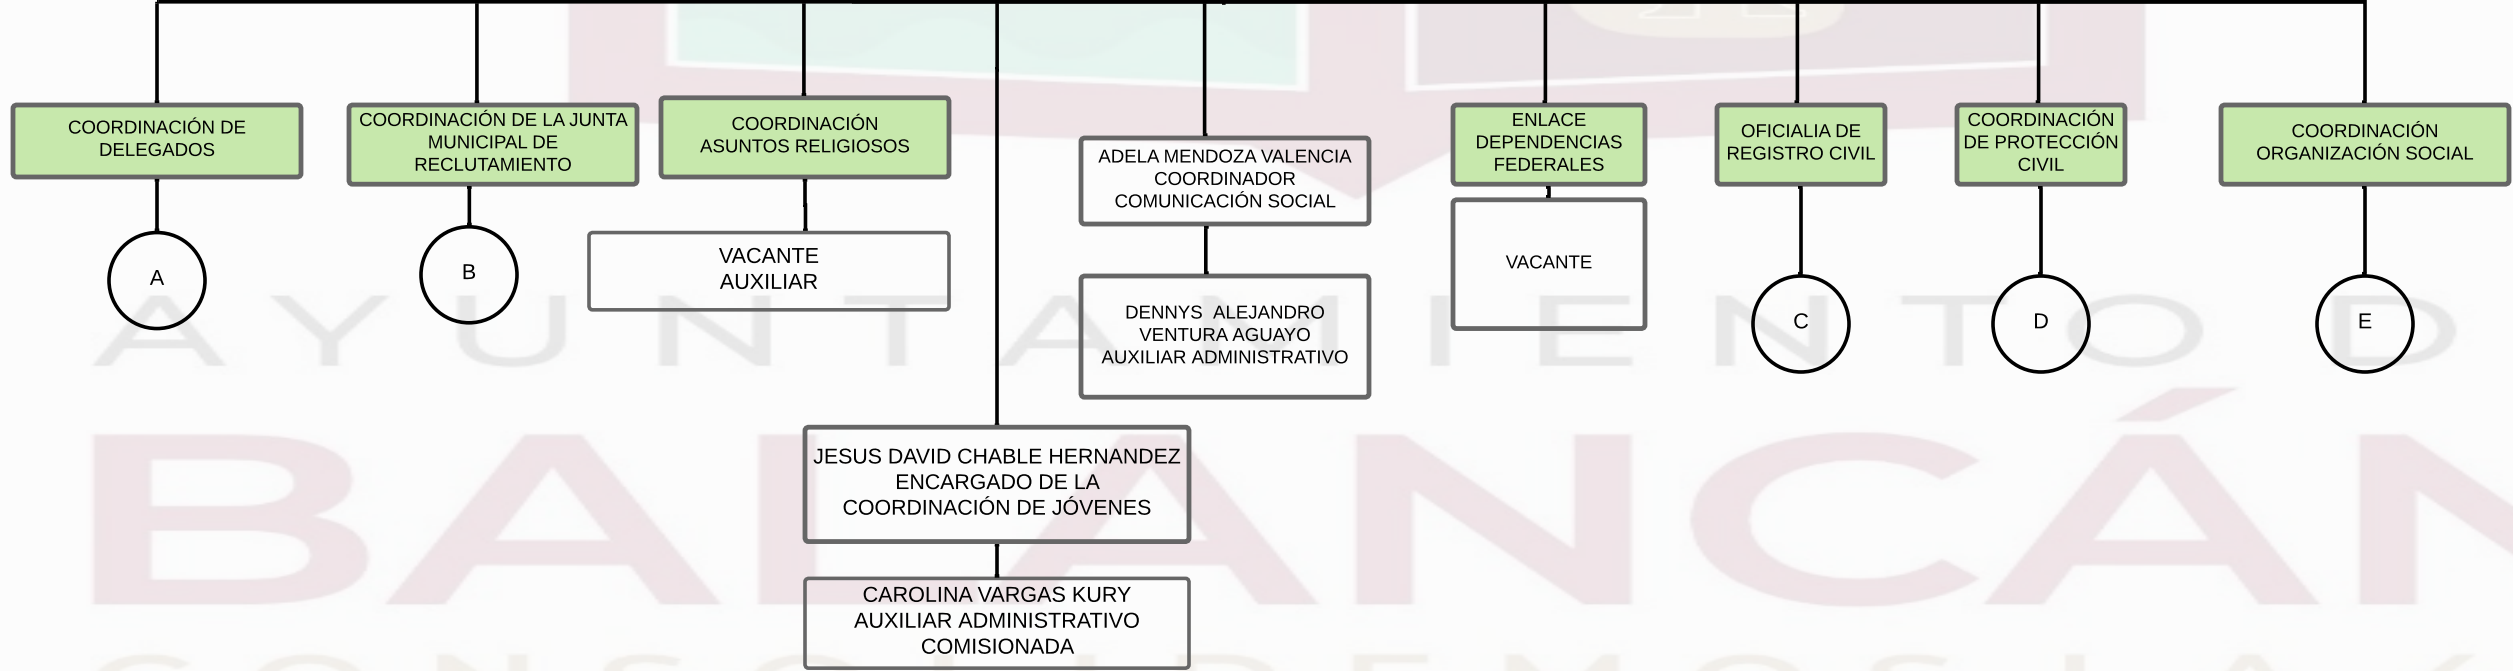 COORDINACIÓN DE
DELEGADOS
A
COORDINACIÓN DE LA JUNTA
MUNICIPAL DE
RECLUTAMIENTO
B
COORDINACIÓN
ASUNTOS RELIGIOSOS
VACANTE
AUXILIAR
JESUS DAVID CHABLE HERNANDEZ
ENCARGADO DE LA
COORDINACIÓN DE JÓVENES
CAROLINA VARGAS KURY
AUXILIAR ADMINISTRATIVO
COMISIONADA
ADELA MENDOZA VALENCIA
COORDINADOR
COMUNICACIÓN SOCIAL
DENNYS ALEJANDRO
VENTURA AGUAYO
AUXILIAR ADMINISTRATIVO
ENLACE
DEPENDENCIAS
FEDERALES
VACANTE
OFICIALIA DE
REGISTRO CIVIL
C
COORDINACIÓN
DE PROTECCIÓN
CIVIL
D
COORDINACIÓN
ORGANIZACIÓN SOCIAL
E
AYUNTAMIENTO D
BALANCÁN